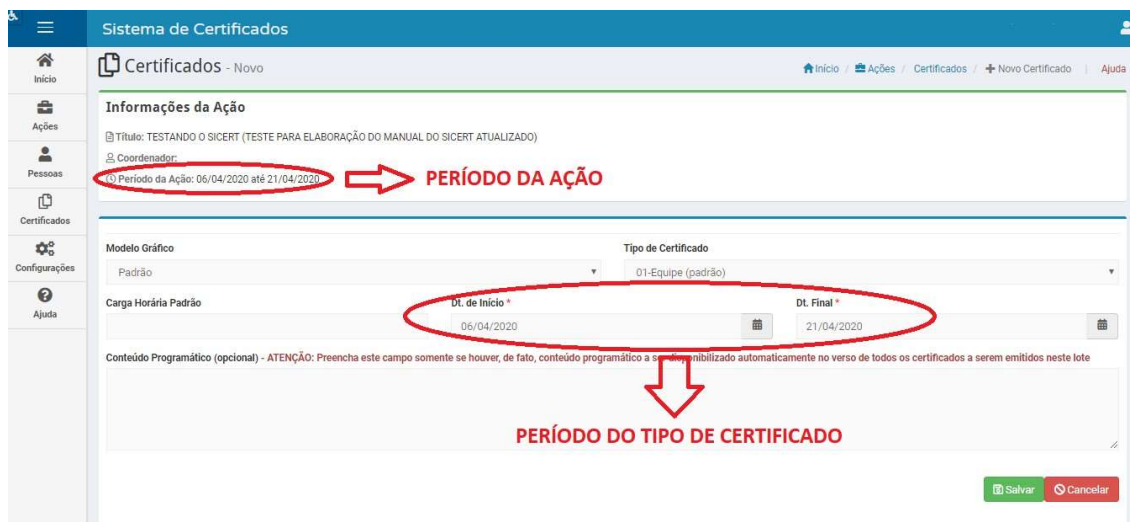 Sistema de Certificados
Início
Ações
Pessoas
Certificados
Configurações
Ajuda
Certificados - Novo
Início / Ações / Certificados / Novo Certificado | Ajuda
Informações da Ação
Título: TESTANDO O SICERT (TESTE PARA ELABORAÇÃO DO MANUAL DO SICERT ATUALIZADO)
Coordenador:
Período da Ação: 06/04/2020 até 21/04/2020
PERÍODO DA AÇÃO
Modelo Gráfico
Padrão
Tipo de Certificado
01-Equipe (padrão)
Carga Horária Padrão
Dt. de Início *
06/04/2020
Dt. Final *
21/04/2020
Conteúdo Programático (opcional) - ATENÇÃO: Preencha este campo somente se houver, de fato, conteúdo programático a ser disponibilizado automaticamente no verso de todos os certificados a serem emitidos neste lote
PERÍODO DO TIPO DE CERTIFICADO
Salvar
Cancelar